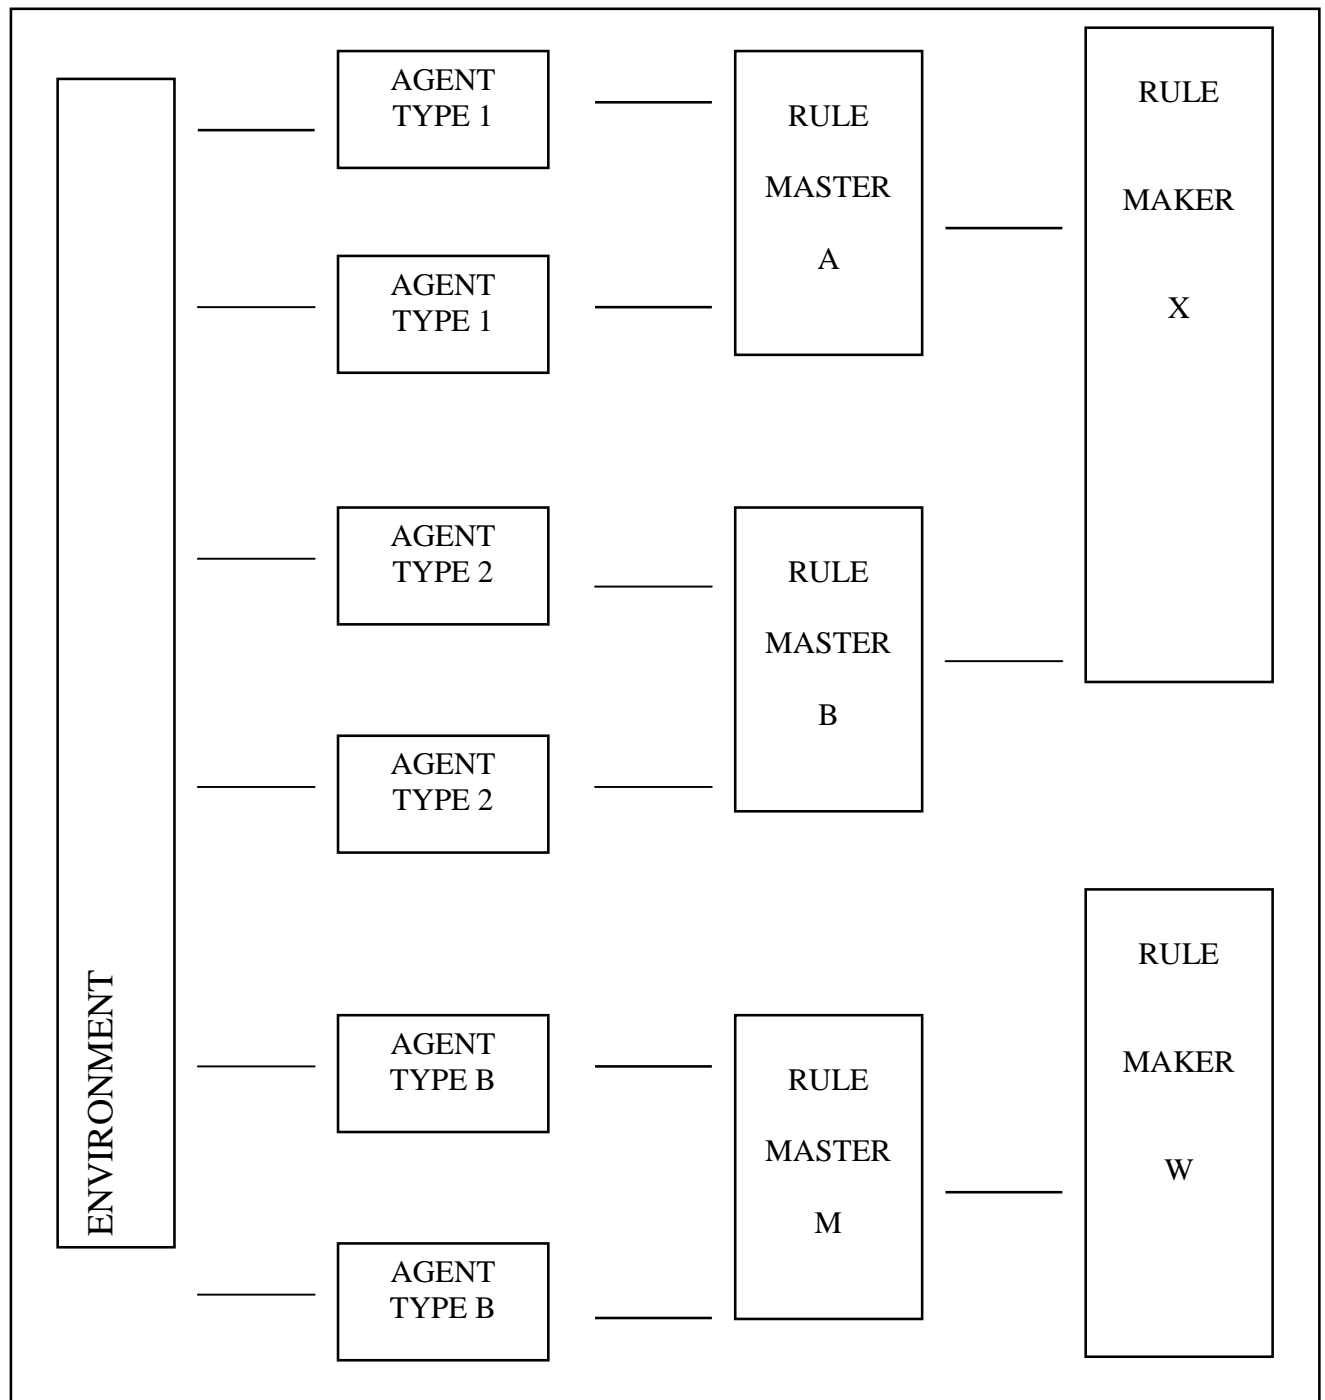 ENVIRONMENT
AGENT
TYPE 1
AGENT
TYPE 1
AGENT
TYPE 2
AGENT
TYPE 2
AGENT
TYPE B
AGENT
TYPE B
RULE
MASTER
A
RULE
MASTER
B
RULE
MASTER
M
RULE
MAKER
X
RULE
MAKER
W